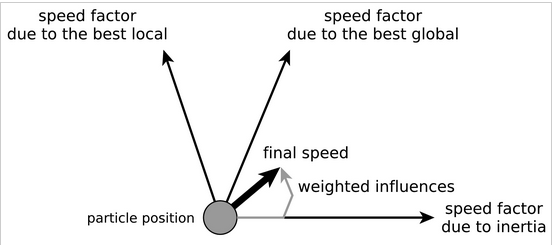 speed factor
due to the best local
speed factor
due to the best global
final speed
weighted influences
particle position
speed factor
due to inertia